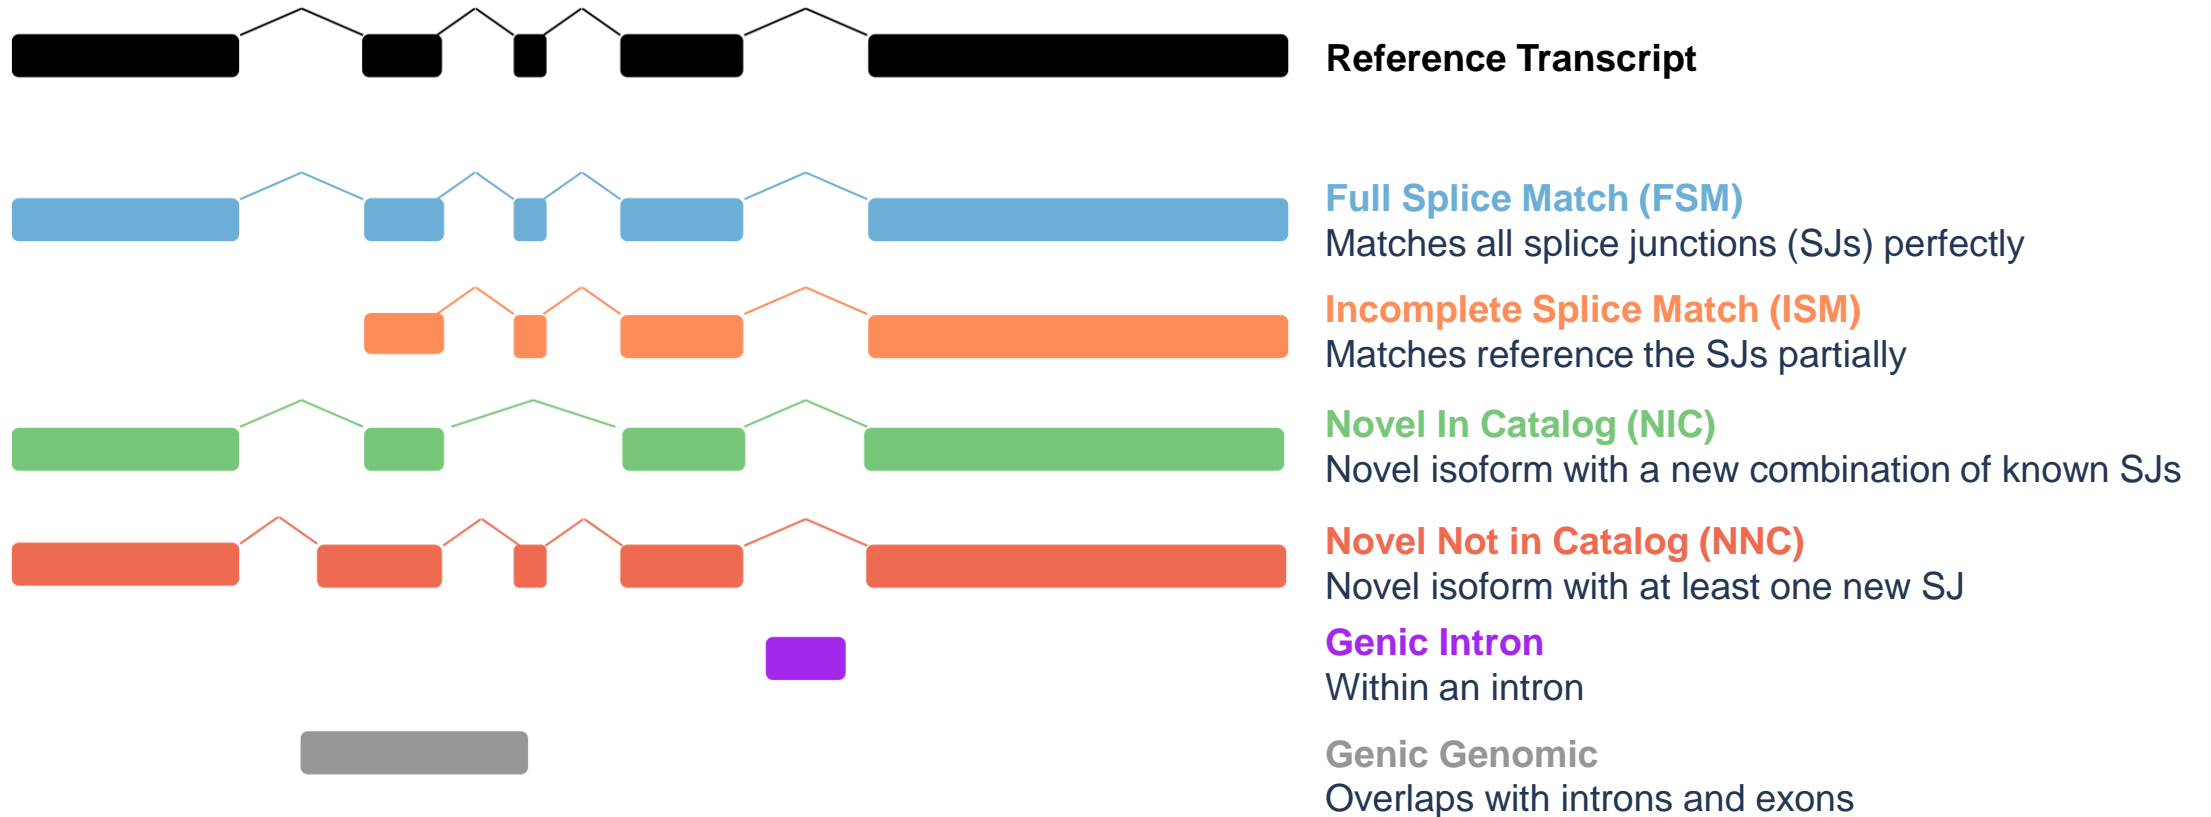 Reference Transcript
Full Splice Match (FSM)
Matches all splice junctions (SJs) perfectly
Incomplete Splice Match (ISM)
Matches reference the SJs partially
Novel In Catalog (NIC)
Novel isoform with a new combination of known SJs
Novel Not in Catalog (NNC)
Novel isoform with at least one new SJ
Genic Intron
Within an intron
Genic Genomic
Overlaps with introns and exons